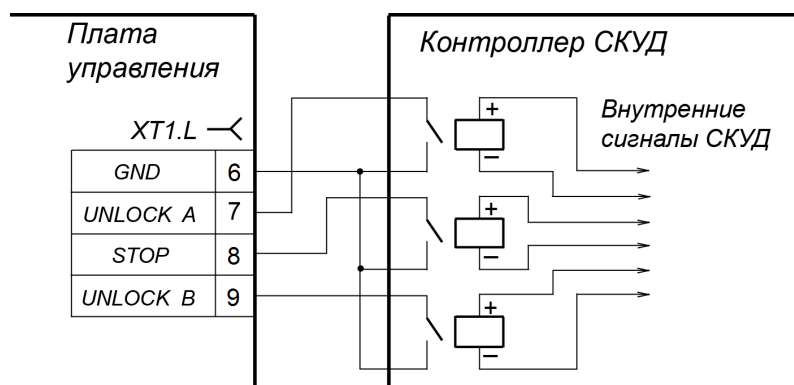 Плата
управления
Контроллер СКУД
XT1.L
Внутренние
сигналы СКУД
GND 6
UNLOCK A 7
STOP 8
UNLOCK B 9
+
−
+
−
+
−